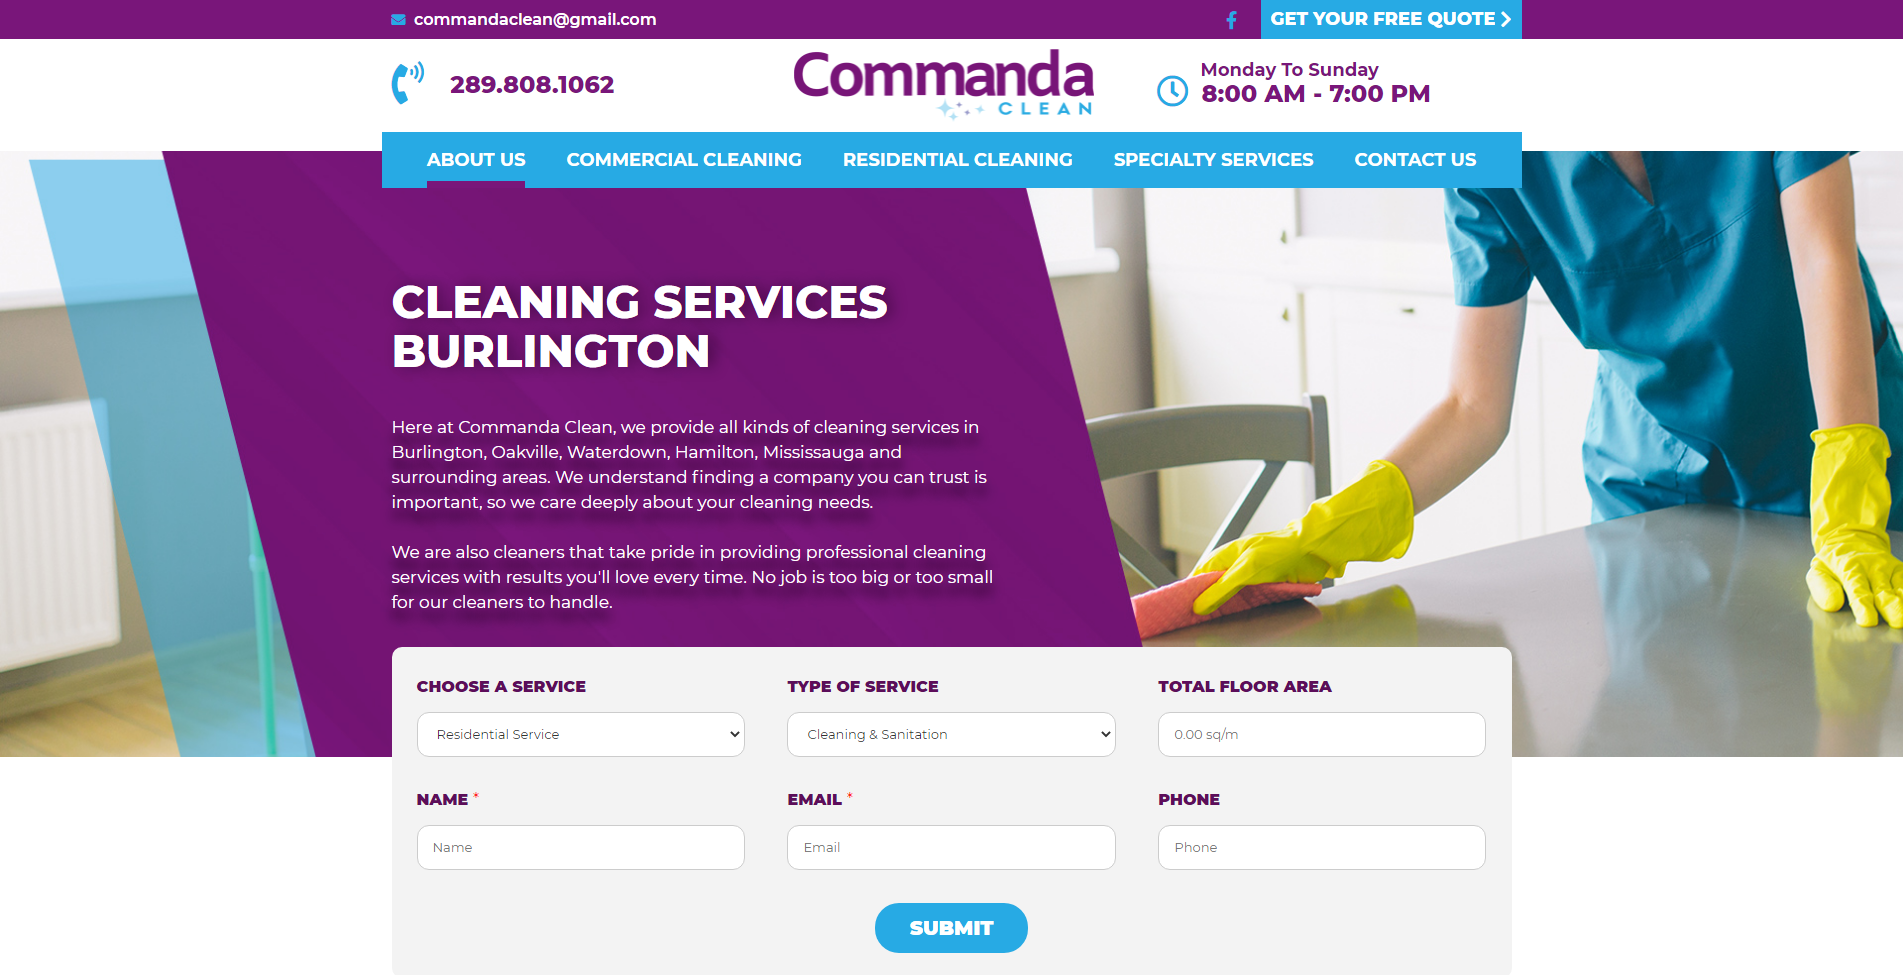 commandaclean@gmail.com
GET YOUR FREE QUOTE
289.808.1062
Commanda
CLEAN
Monday To Sunday
8:00 AM - 7:00 PM
ABOUT US
COMMERCIAL CLEANING
RESIDENTIAL CLEANING
SPECIALTY SERVICES
CONTACT US
CLEANING SERVICES
BURLINGTON
Here at Commanda Clean, we provide all kinds of cleaning services in
Burlington, Oakville, Waterdown, Hamilton, Mississauga and
surrounding areas. We understand finding a company you can trust is
important, so we care deeply about your cleaning needs.
We are also cleaners that take pride in providing professional cleaning
services with results you'll love every time. No job is too big or too small
for our cleaners to handle.
CHOOSE A SERVICE
TYPE OF SERVICE
TOTAL FLOOR AREA
Residential Service
Cleaning & Sanitation
0.00 sq/m
NAME *
EMAIL *
PHONE
Name
Email
Phone
SUBMIT